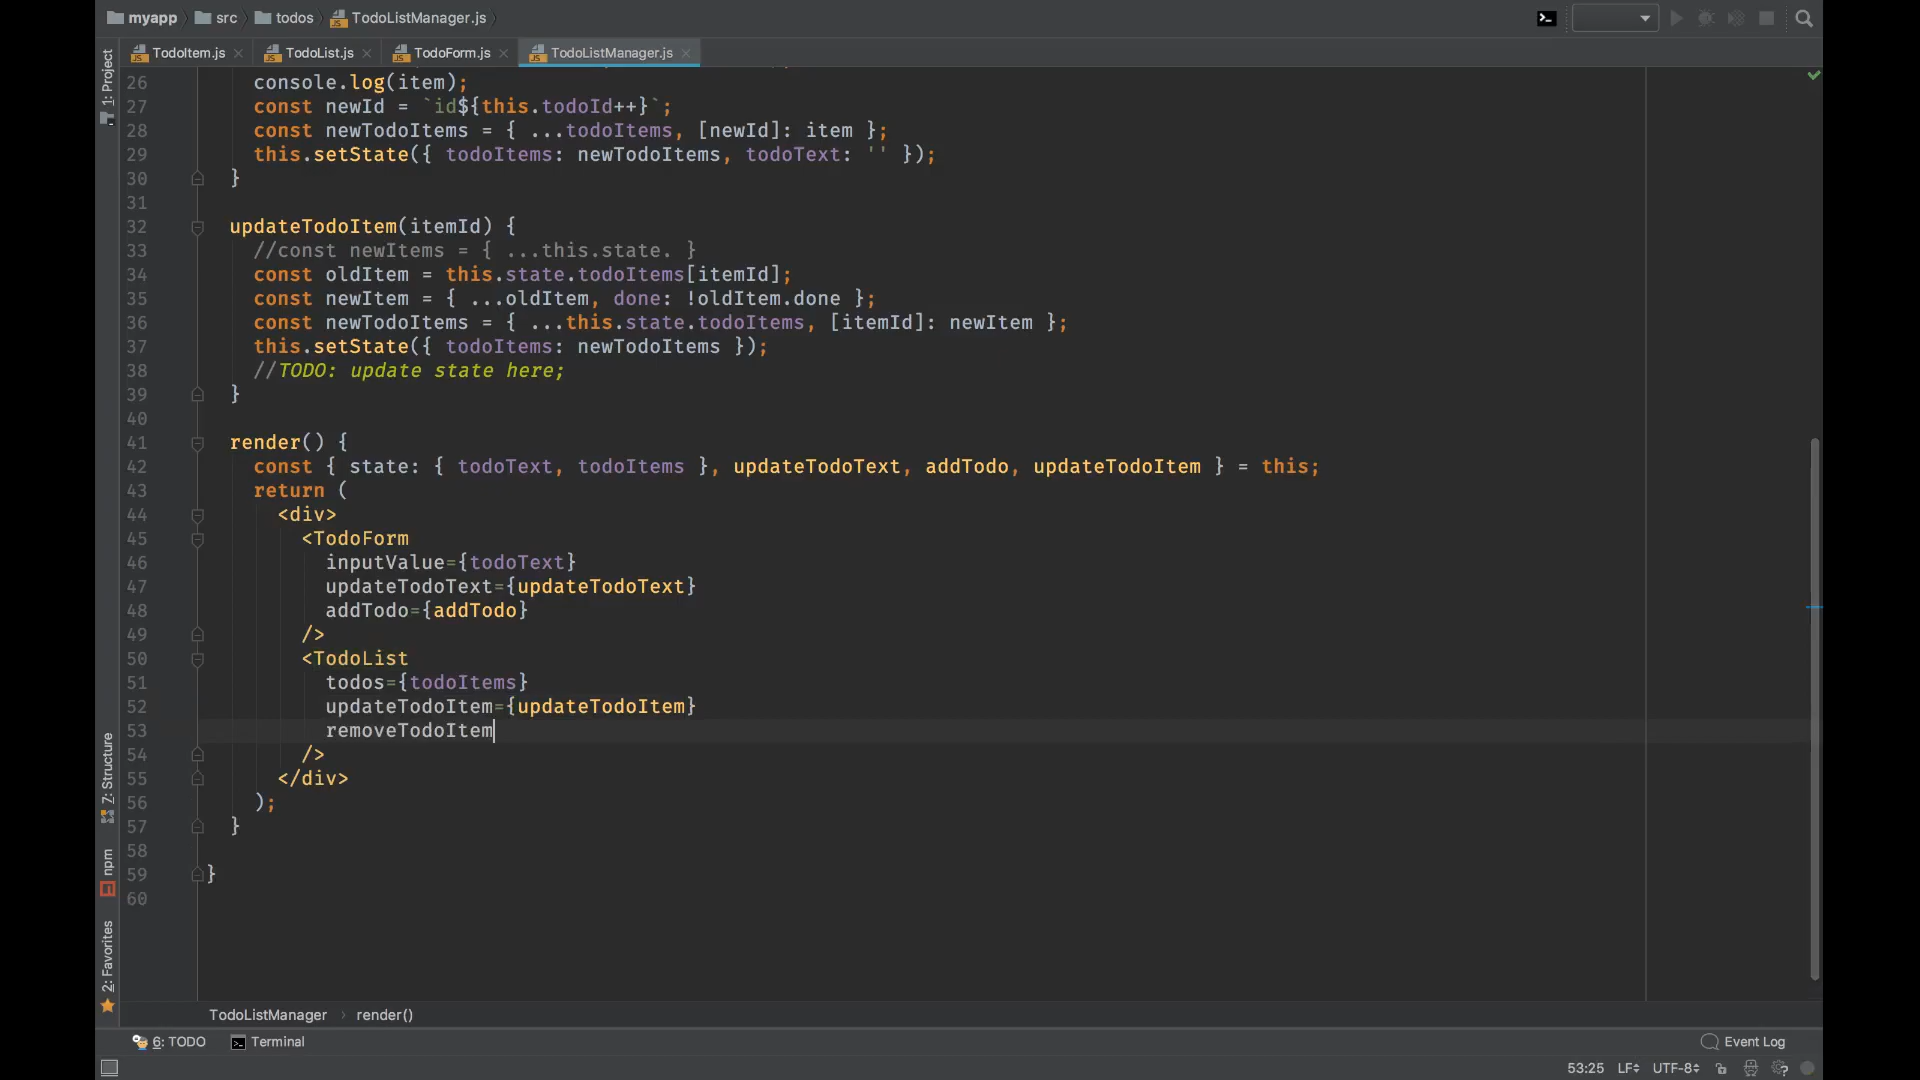 myapp src todos TodoListManager.js
TodoItem.js TodoList.js TodoForm.js TodoListManager.js
1: Project
7: Structure
npm
2: Favorites
26 console.log(item);
27 const newId = `id${this.todoId++}`;
28 const newTodoItems = { ...todoItems, [newId]: item };
29 this.setState({ todoItems: newTodoItems, todoText: '' });
30 }
31
32 updateTodoItem(itemId) {
33 //const newItems = { ...this.state. }
34 const oldItem = this.state.todoItems[itemId];
35 const newItem = { ...oldItem, done: !oldItem.done };
36 const newTodoItems = { ...this.state.todoItems, [itemId]: newItem };
37 this.setState({ todoItems: newTodoItems });
38 //TODO: update state here;
39 }
40
41 render() {
42 const { state: { todoText, todoItems }, updateTodoText, addTodo, updateTodoItem } = this;
43 return (
44 <div>
45 <TodoForm
46 inputValue={todoText}
47 updateTodoText={updateTodoText}
48 addTodo={addTodo}
49 />
50 <TodoList
51 todos={todoItems}
52 updateTodoItem={updateTodoItem}
53 removeTodoItem
54 />
55 </div>
56 );
57 }
58
59 }
60
TodoListManager › render()
6: TODO Terminal Event Log
53:25 LF UTF-8